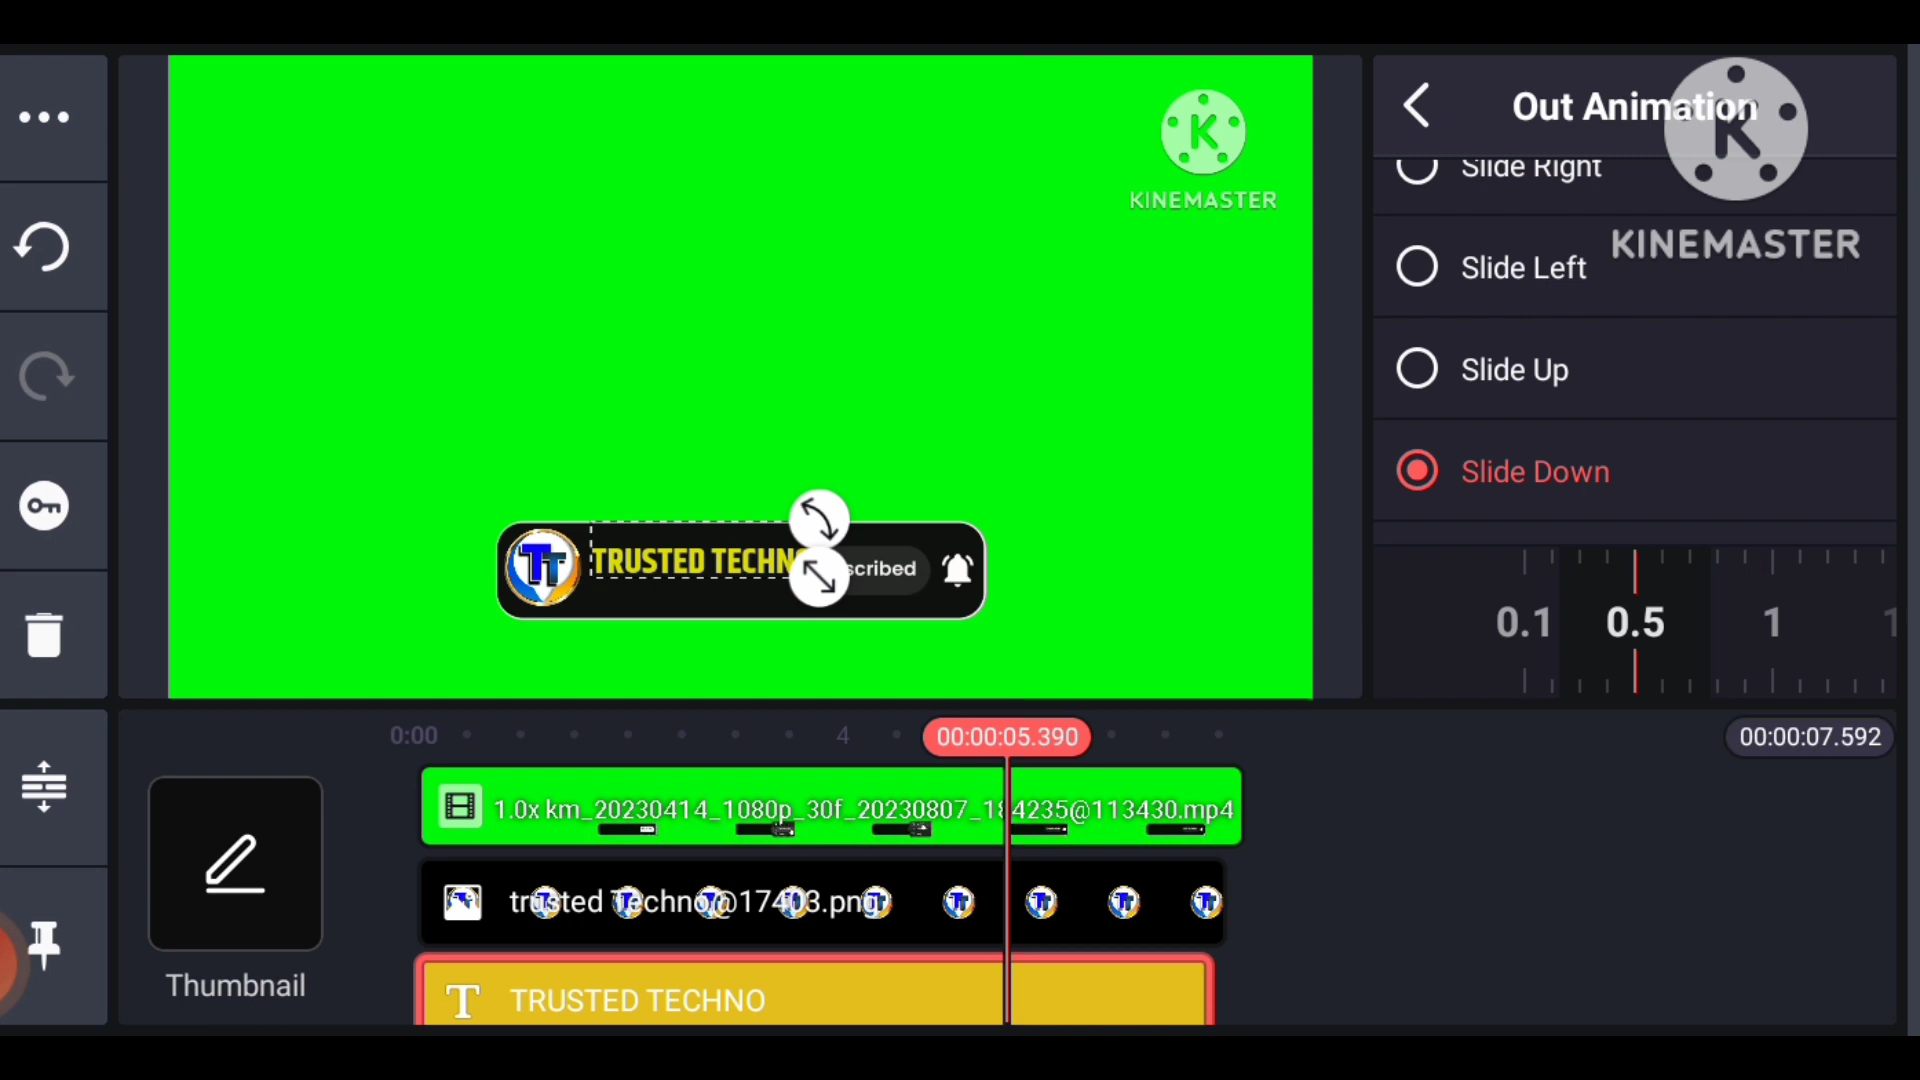 Out Animation
K
KINEMASTER
Slide Right
Slide Left
Slide Up
Slide Down
0.1 0.5 1 1
K
KINEMASTER
TT TRUSTED TECHNO scribed
0:00 4 00:00:05.390 00:00:07.592
1.0x km_20230414_1080p_30f_20230807_184235@113430.mp4
trusted Techno@17403.png
T TRUSTED TECHNO
Thumbnail